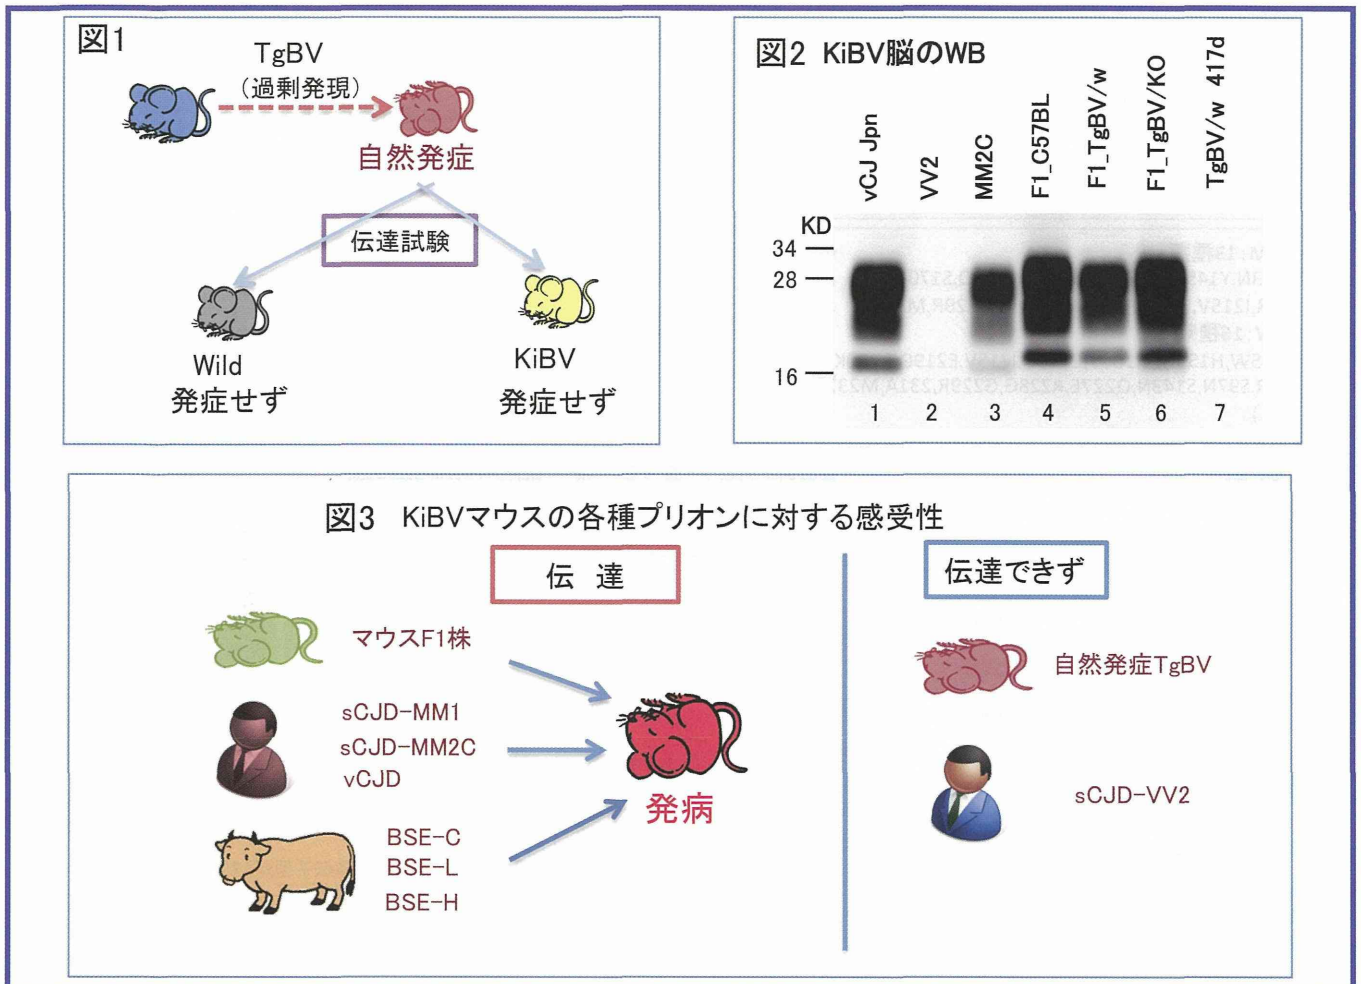 図1
TgBV
(過剰発現)
自然発症
伝達試験
Wild
発症せず
KiBV
発症せず
図2 KiBV脳のWB
vCJ Jpn
VV2
MM2C
F1_C57BL
F1_TgBV/w
F1_TgBV/KO
TgBV/w 417d
KD
34
28
16
1 2 3 4 5 6 7
図3 KiBVマウスの各種プリオンに対する感受性
伝 達
伝達できず
マウスF1株
sCJD-MM1
sCJD-MM2C
vCJD
BSE-C
BSE-L
BSE-H
発病
自然発症TgBV
sCJD-VV2